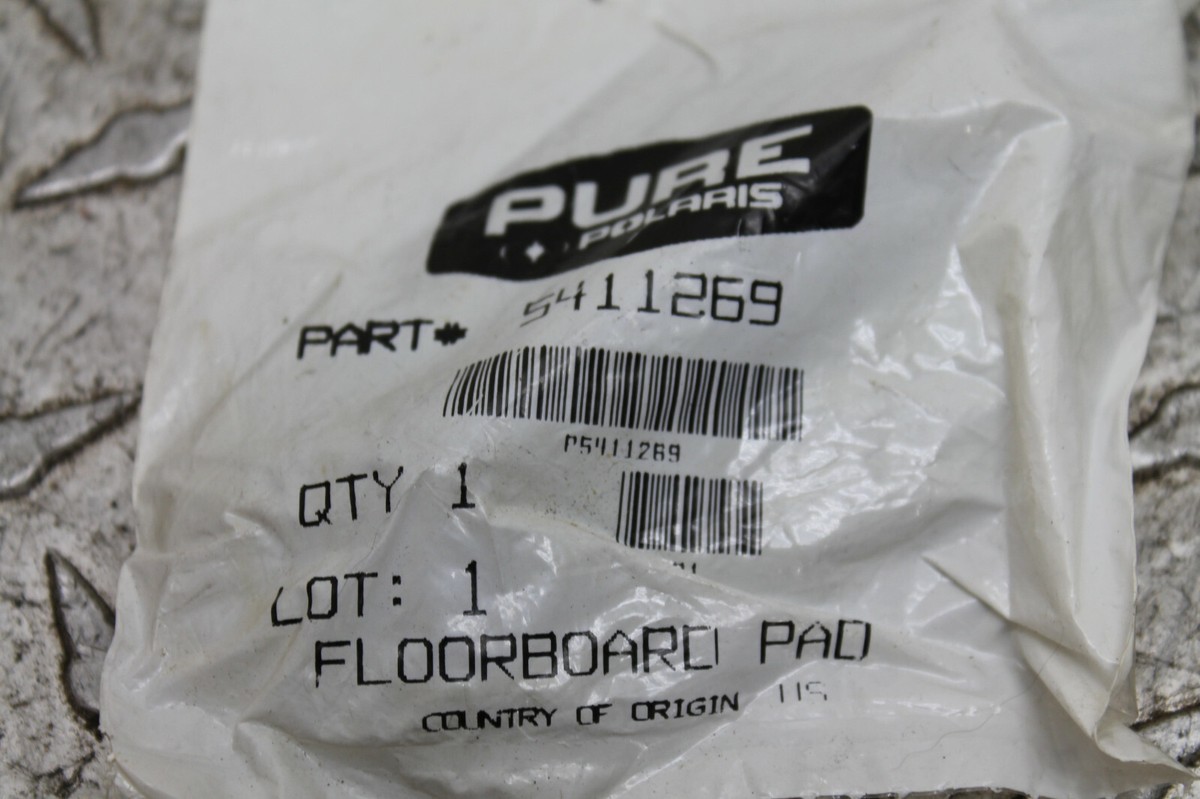 PURE
POLARIS
PART# 5411269
P5411269
QTY 1
LOT: 1
FLOORBOARD PAD
COUNTRY OF ORIGIN US